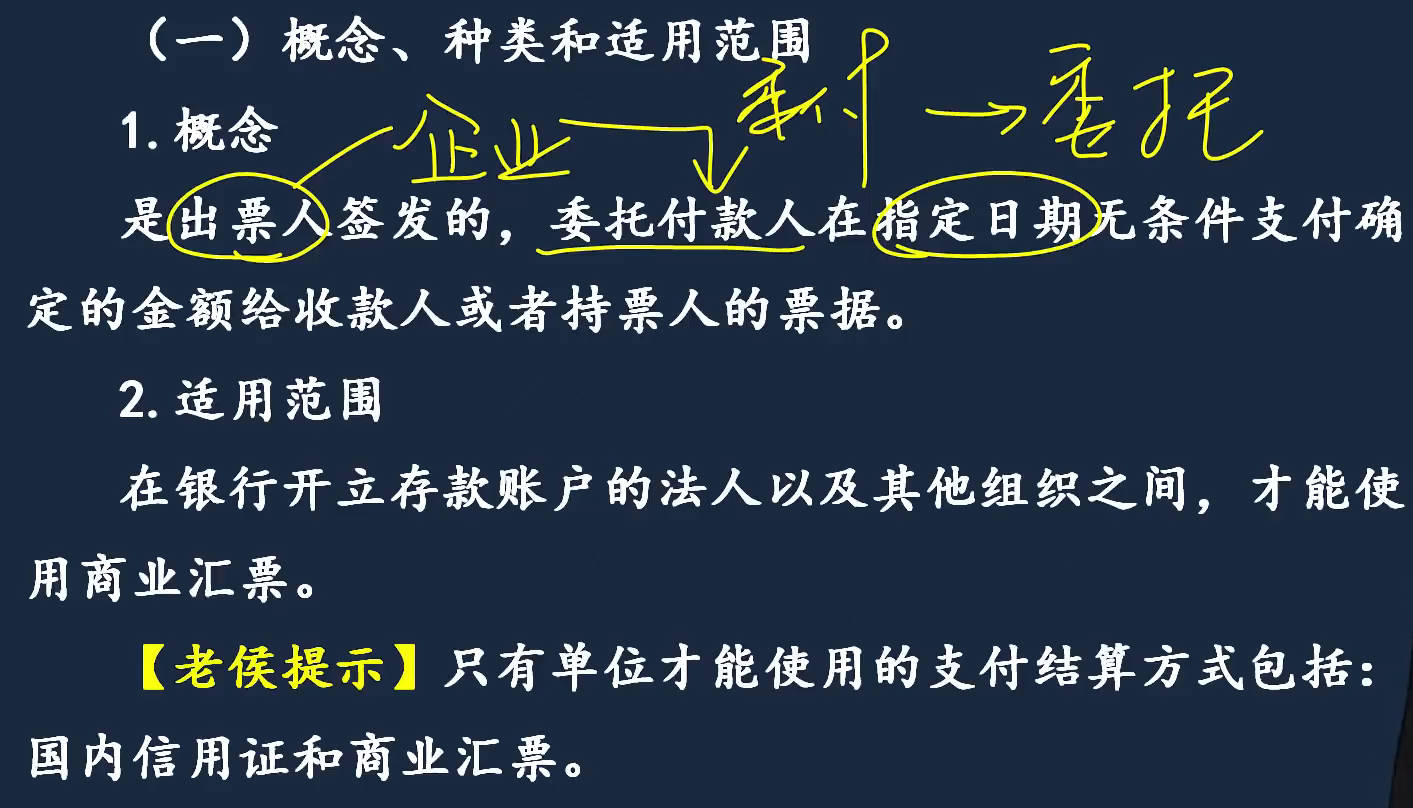 （一）概念、种类和适用范围
1.概念
企业
委付→委托
是出票人签发的，委托付款人在指定日期无条件支付确
定的金额给收款人或者持票人的票据。
2.适用范围
在银行开立存款账户的法人以及其他组织之间，才能使
用商业汇票。
【老侯提示】只有单位才能使用的支付结算方式包括：
国内信用证和商业汇票。